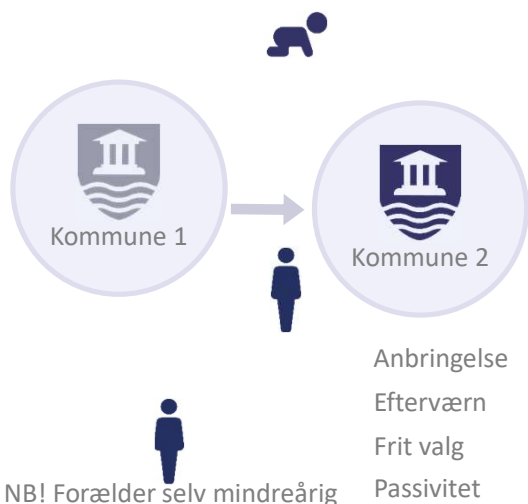 Kommune 1
Kommune 2
Anbringelse
Efterværn
Frit valg
Passivitet
NB! Forælder selv mindreårig